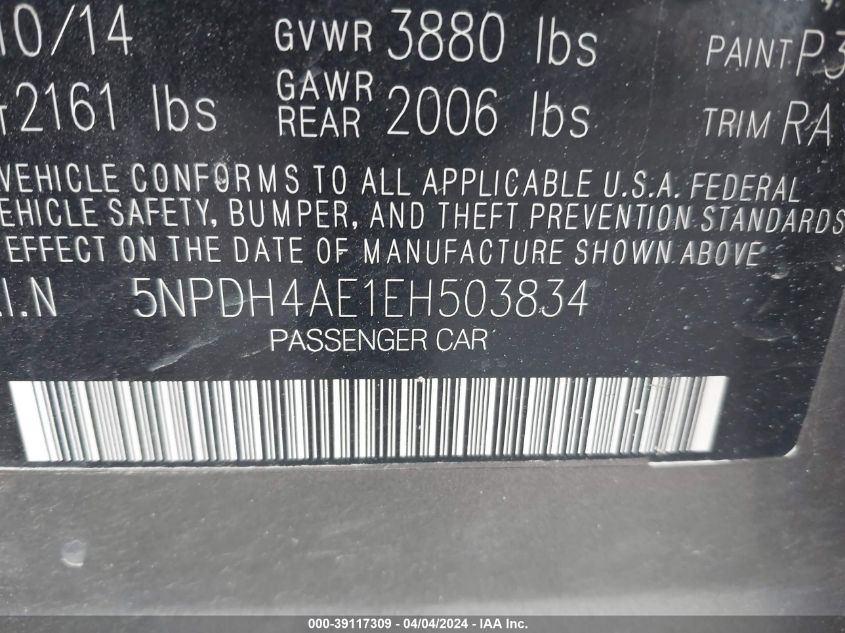 10/14 GVWR 3880 lbs PAINT P3
2161 lbs GAWR REAR 2006 lbs TRIM RA
VEHICLE CONFORMS TO ALL APPLICABLE U.S.A. FEDERAL
EHICLE SAFETY, BUMPER, AND THEFT PREVENTION STANDARDS
EFFECT ON THE DATE OF MANUFACTURE SHOWN ABOVE
.I.N 5NPDH4AE1EH503834
PASSENGER CAR
000-39117309 - 04/04/2024 - IAA Inc.